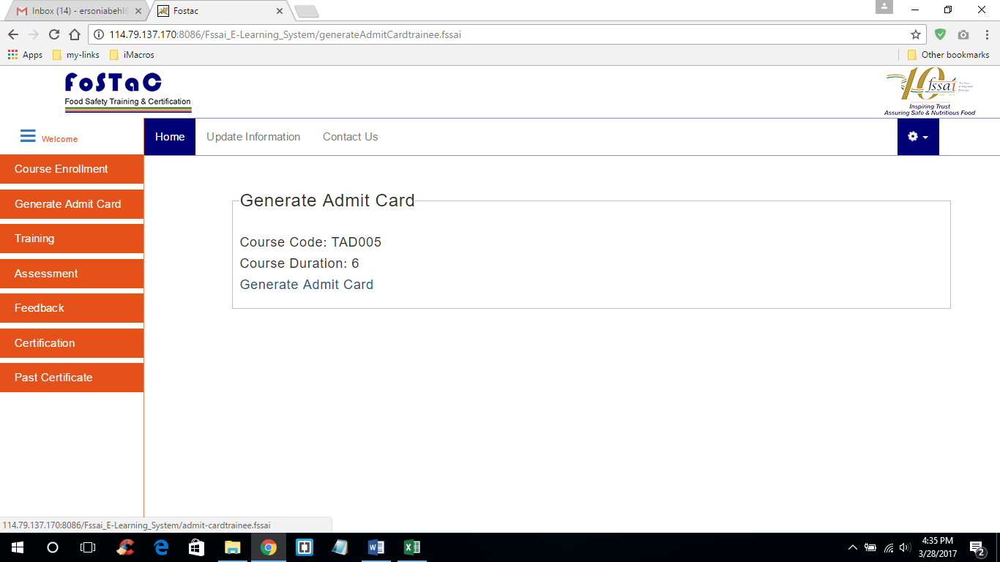 Inbox (14) - ersoniabehl
Fostac
114.79.137.170:8086/Fssai_E-Learning_System/generateAdmitCardtrainee.fssai
Apps my-links iMacros Other bookmarks
FoSTaC
Food Safety Training & Certification
10 fssai
Inspiring Trust
Assuring Safe & Nutritious Food
Welcome
Home Update Information Contact Us
Course Enrollment
Generate Admit Card
Training
Assessment
Feedback
Certification
Past Certificate
Generate Admit Card
Course Code: TAD005
Course Duration: 6
Generate Admit Card
114.79.137.170:8086/Fssai_E-Learning_System/admit-cardtrainee.fssai
4:35 PM
3/28/2017
2